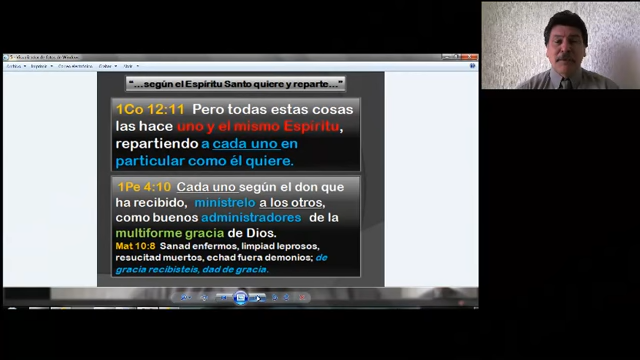 "...según el Espíritu Santo quiere y reparte..."
1Co 12:11 Pero todas estas cosas
las hace uno y el mismo Espíritu,
repartiendo a cada uno en
particular como él quiere.
1Pe 4:10 Cada uno según el don que
ha recibido, minístrelo a los otros,
como buenos administradores de la
multiforme gracia de Dios.
Mat 10:8 Sanad enfermos, limpiad leprosos,
resucitad muertos, echad fuera demonios; de
gracia recibisteis, dad de gracia.